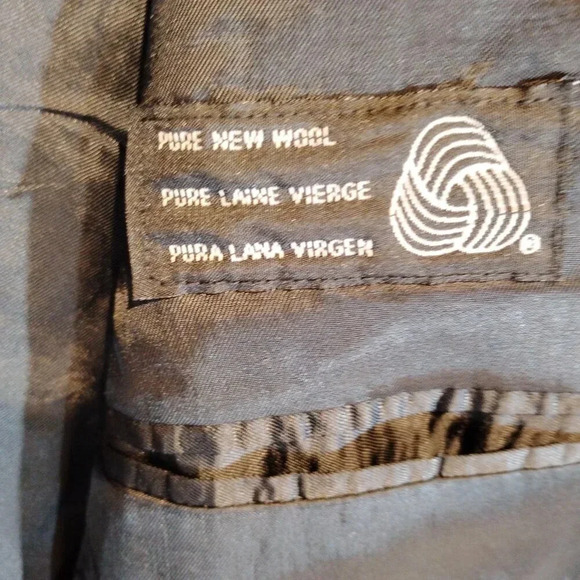 PURE NEW WOOL
PURE LAINE VIERGE
PURA LANA VIRGEN
®